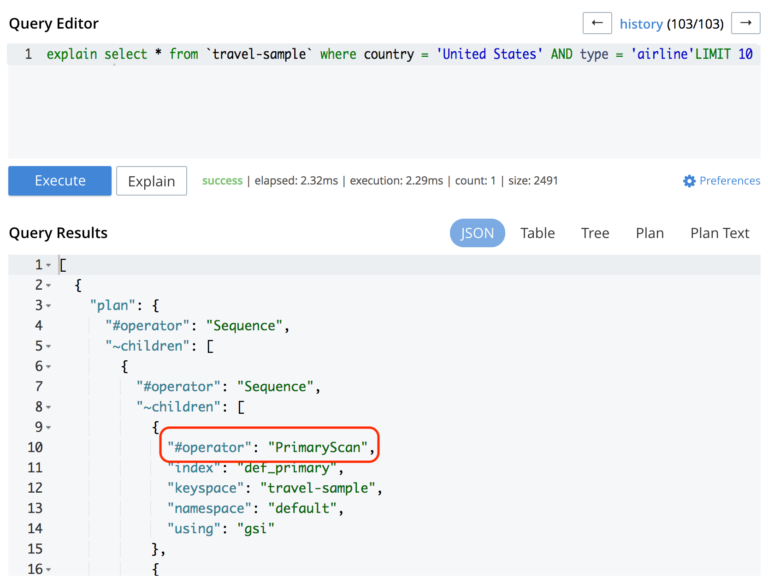 Query Editor
← history (103/103) →
1 explain select * from `travel-sample` where country = 'United States' AND type = 'airline'LIMIT 10
Execute Explain success | elapsed: 2.32ms | execution: 2.29ms | count: 1 | size: 2491 Preferences
Query Results JSON Table Tree Plan Plan Text
1 [
2 {
3 "plan": {
4 "#operator": "Sequence",
5 "~children": [
6 {
7 "#operator": "Sequence",
8 "~children": [
9 {
10 "#operator": "PrimaryScan",
11 "index": "def_primary",
12 "keyspace": "travel-sample",
13 "namespace": "default",
14 "using": "gsi"
15 },
16 {